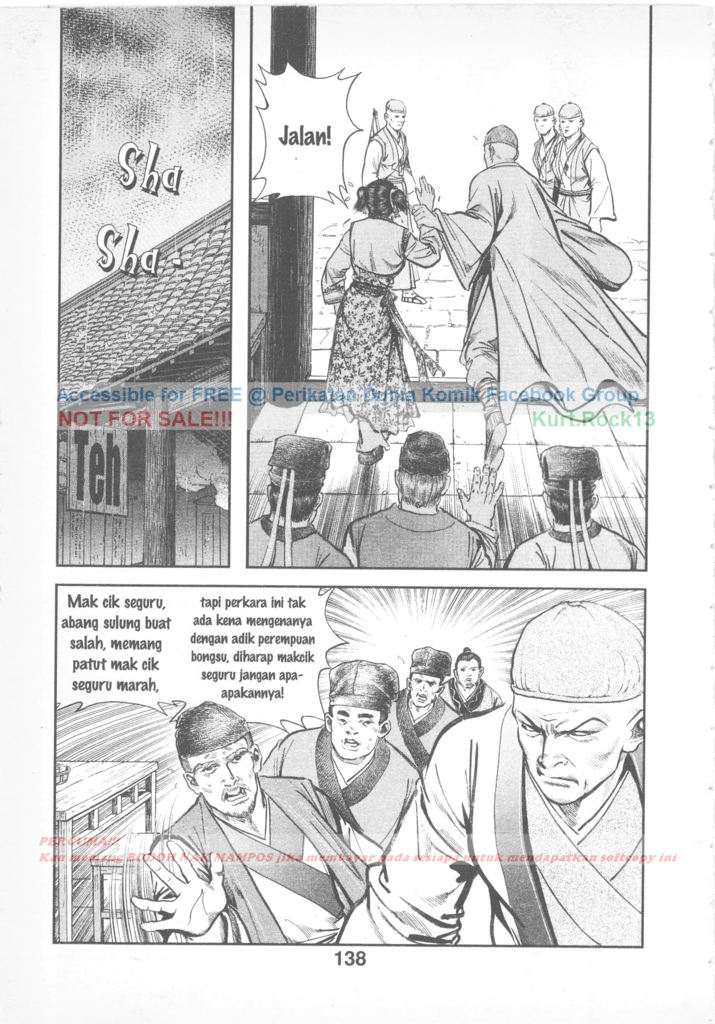 Sha
Sha-
Jalan!
Accessible for FREE @ Perikatan Dunia Komik Facebook Group
NOT FOR SALE!!!
Kurt.Rock13
Teh
Mak cik seguru,
abang sulung buat
salah, memang
patut mak cik
seguru marah,
tapi perkara ini tak
ada kena mengenanya
dengan adik perempuan
bongsu, diharap makcik
seguru jangan apa-
apakannya!
PERCUMA!!!
Kau memang BODOH NAK MAMPOS jika membayar pada sesiapa untuk mendapatkan softcopy ini
138